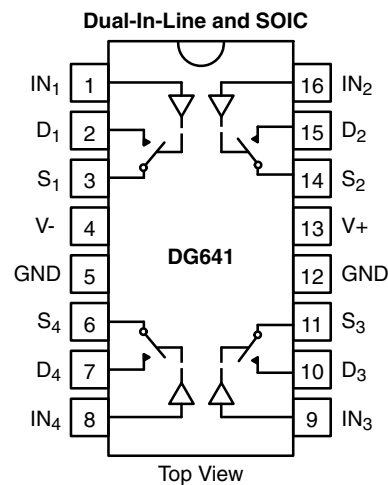 Dual-In-Line and SOIC
IN₁ 1 16 IN₂
D₁ 2 15 D₂
S₁ 3 14 S₂
V- 4 13 V+
GND 5 DG641 12 GND
S₄ 6 11 S₃
D₄ 7 10 D₃
IN₄ 8 9 IN₃
Top View